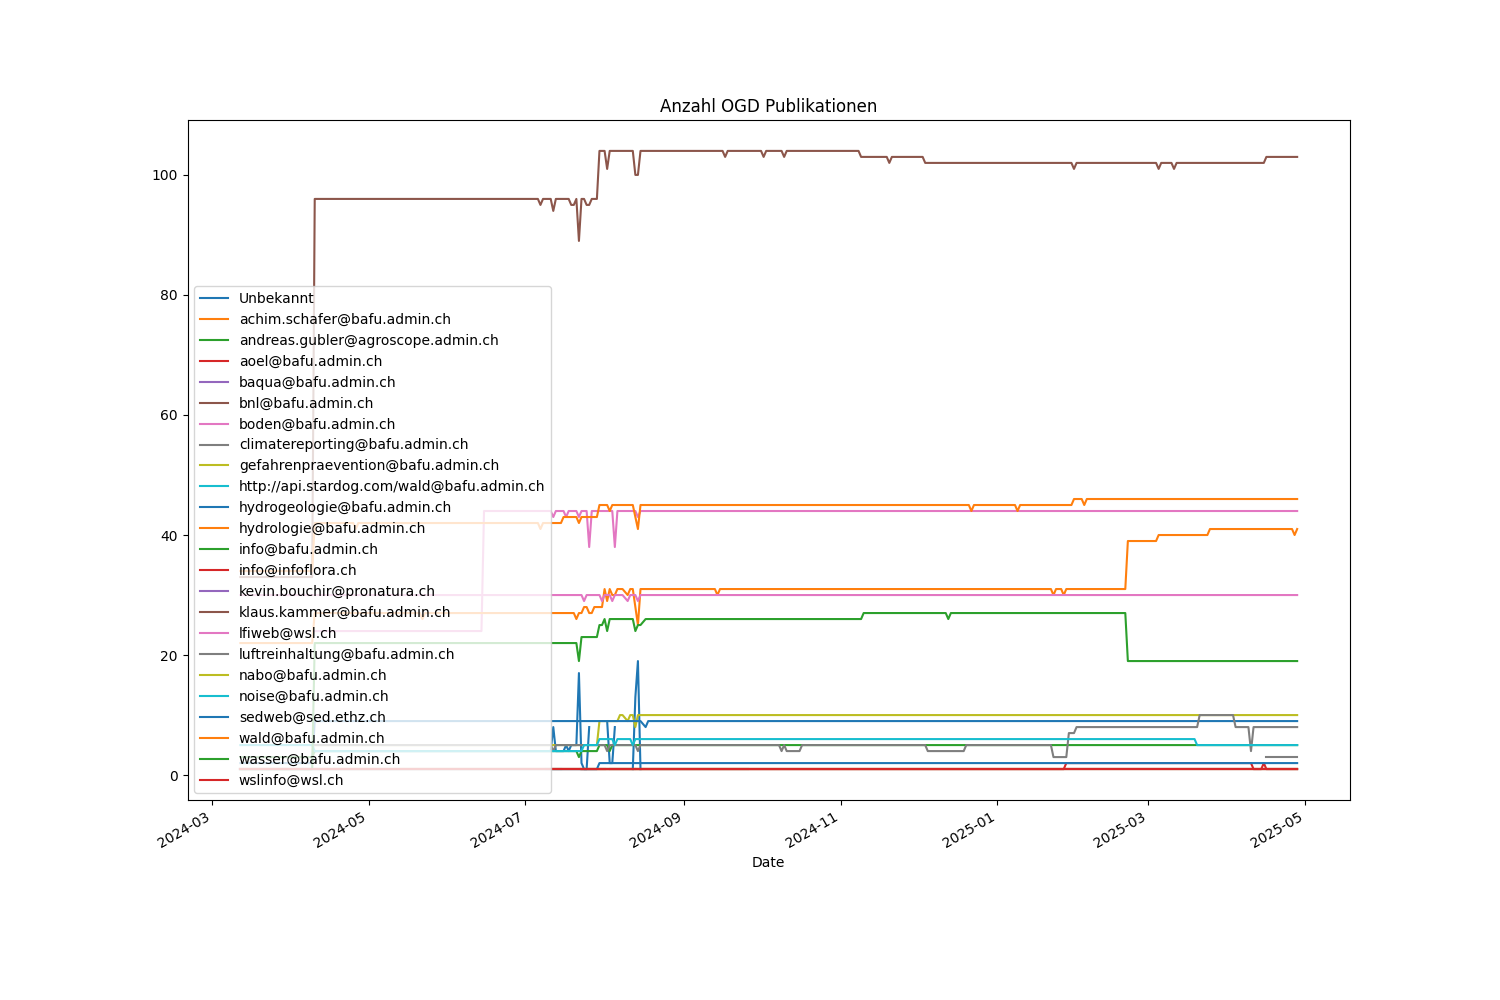 Anzahl OGD Publikationen
100
80
60
40
20
0
Unbekannt
achim.schafer@bafu.admin.ch
andreas.gubler@agroscope.admin.ch
aoel@bafu.admin.ch
baqua@bafu.admin.ch
bnl@bafu.admin.ch
boden@bafu.admin.ch
climatereporting@bafu.admin.ch
gefahrenpraevention@bafu.admin.ch
http://api.stardog.com/wald@bafu.admin.ch
hydrogeologie@bafu.admin.ch
hydrologie@bafu.admin.ch
info@bafu.admin.ch
info@infoflora.ch
kevin.bouchir@pronatura.ch
klaus.kammer@bafu.admin.ch
lfiweb@wsl.ch
luftreinhaltung@bafu.admin.ch
nabo@bafu.admin.ch
noise@bafu.admin.ch
sedweb@sed.ethz.ch
wald@bafu.admin.ch
wasser@bafu.admin.ch
wslinfo@wsl.ch
2024-03
2024-05
2024-07
2024-09
2024-11
2025-01
2025-03
2025-05
Date